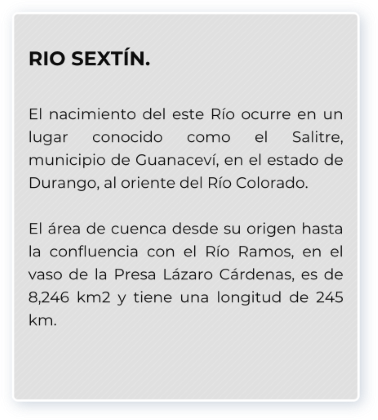 RIO SEXTÍN.
El nacimiento del este Río ocurre en un
lugar conocido como el Salitre,
municipio de Guanaceví, en el estado de
Durango, al oriente del Río Colorado.
El área de cuenca desde su origen hasta
la confluencia con el Río Ramos, en el
vaso de la Presa Lázaro Cárdenas, es de
8,246 km2 y tiene una longitud de 245
km.